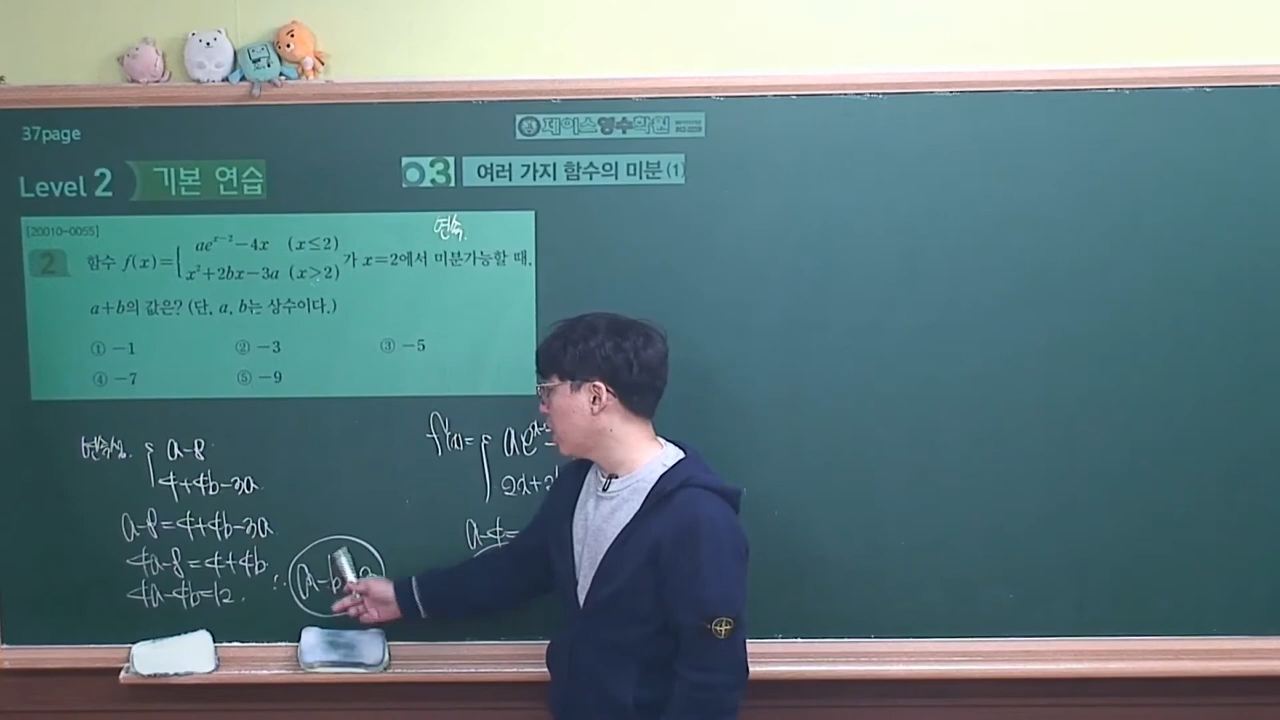 37page
제이스영수학원
Level 2 기본 연습
03 여러 가지 함수의 미분 (1)
[20010-0055]
연속.
2 함수 f(x)={ ae^{x-2}-4x (x≤2)
x²+2bx-3a (x>2) 가 x=2에서 미분가능할 때,
a+b의 값은? (단, a, b는 상수이다.)
① -1 ② -3 ③ -5
④ -7 ⑤ -9
연속성. { a-8
4+4b-3a
a-8=4+4b-3a
4a-8=4+4b
4a-4b=12. ∴ a-b
f'(x)= { ae
2x+2
a-4=